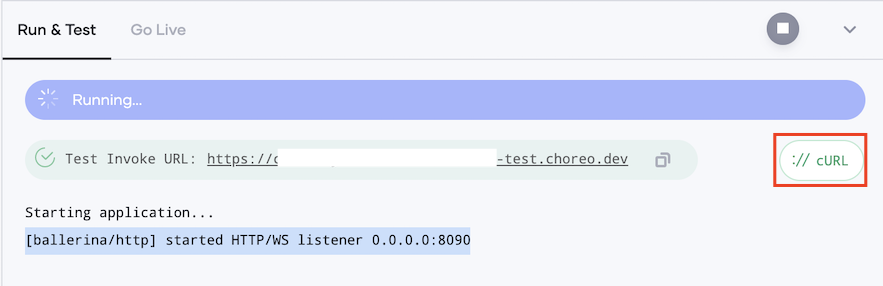 Run & Test Go Live
Running...
Test Invoke URL: https:// -test.choreo.dev
:// cURL
Starting application...
[ballerina/http] started HTTP/WS listener 0.0.0.0:8090